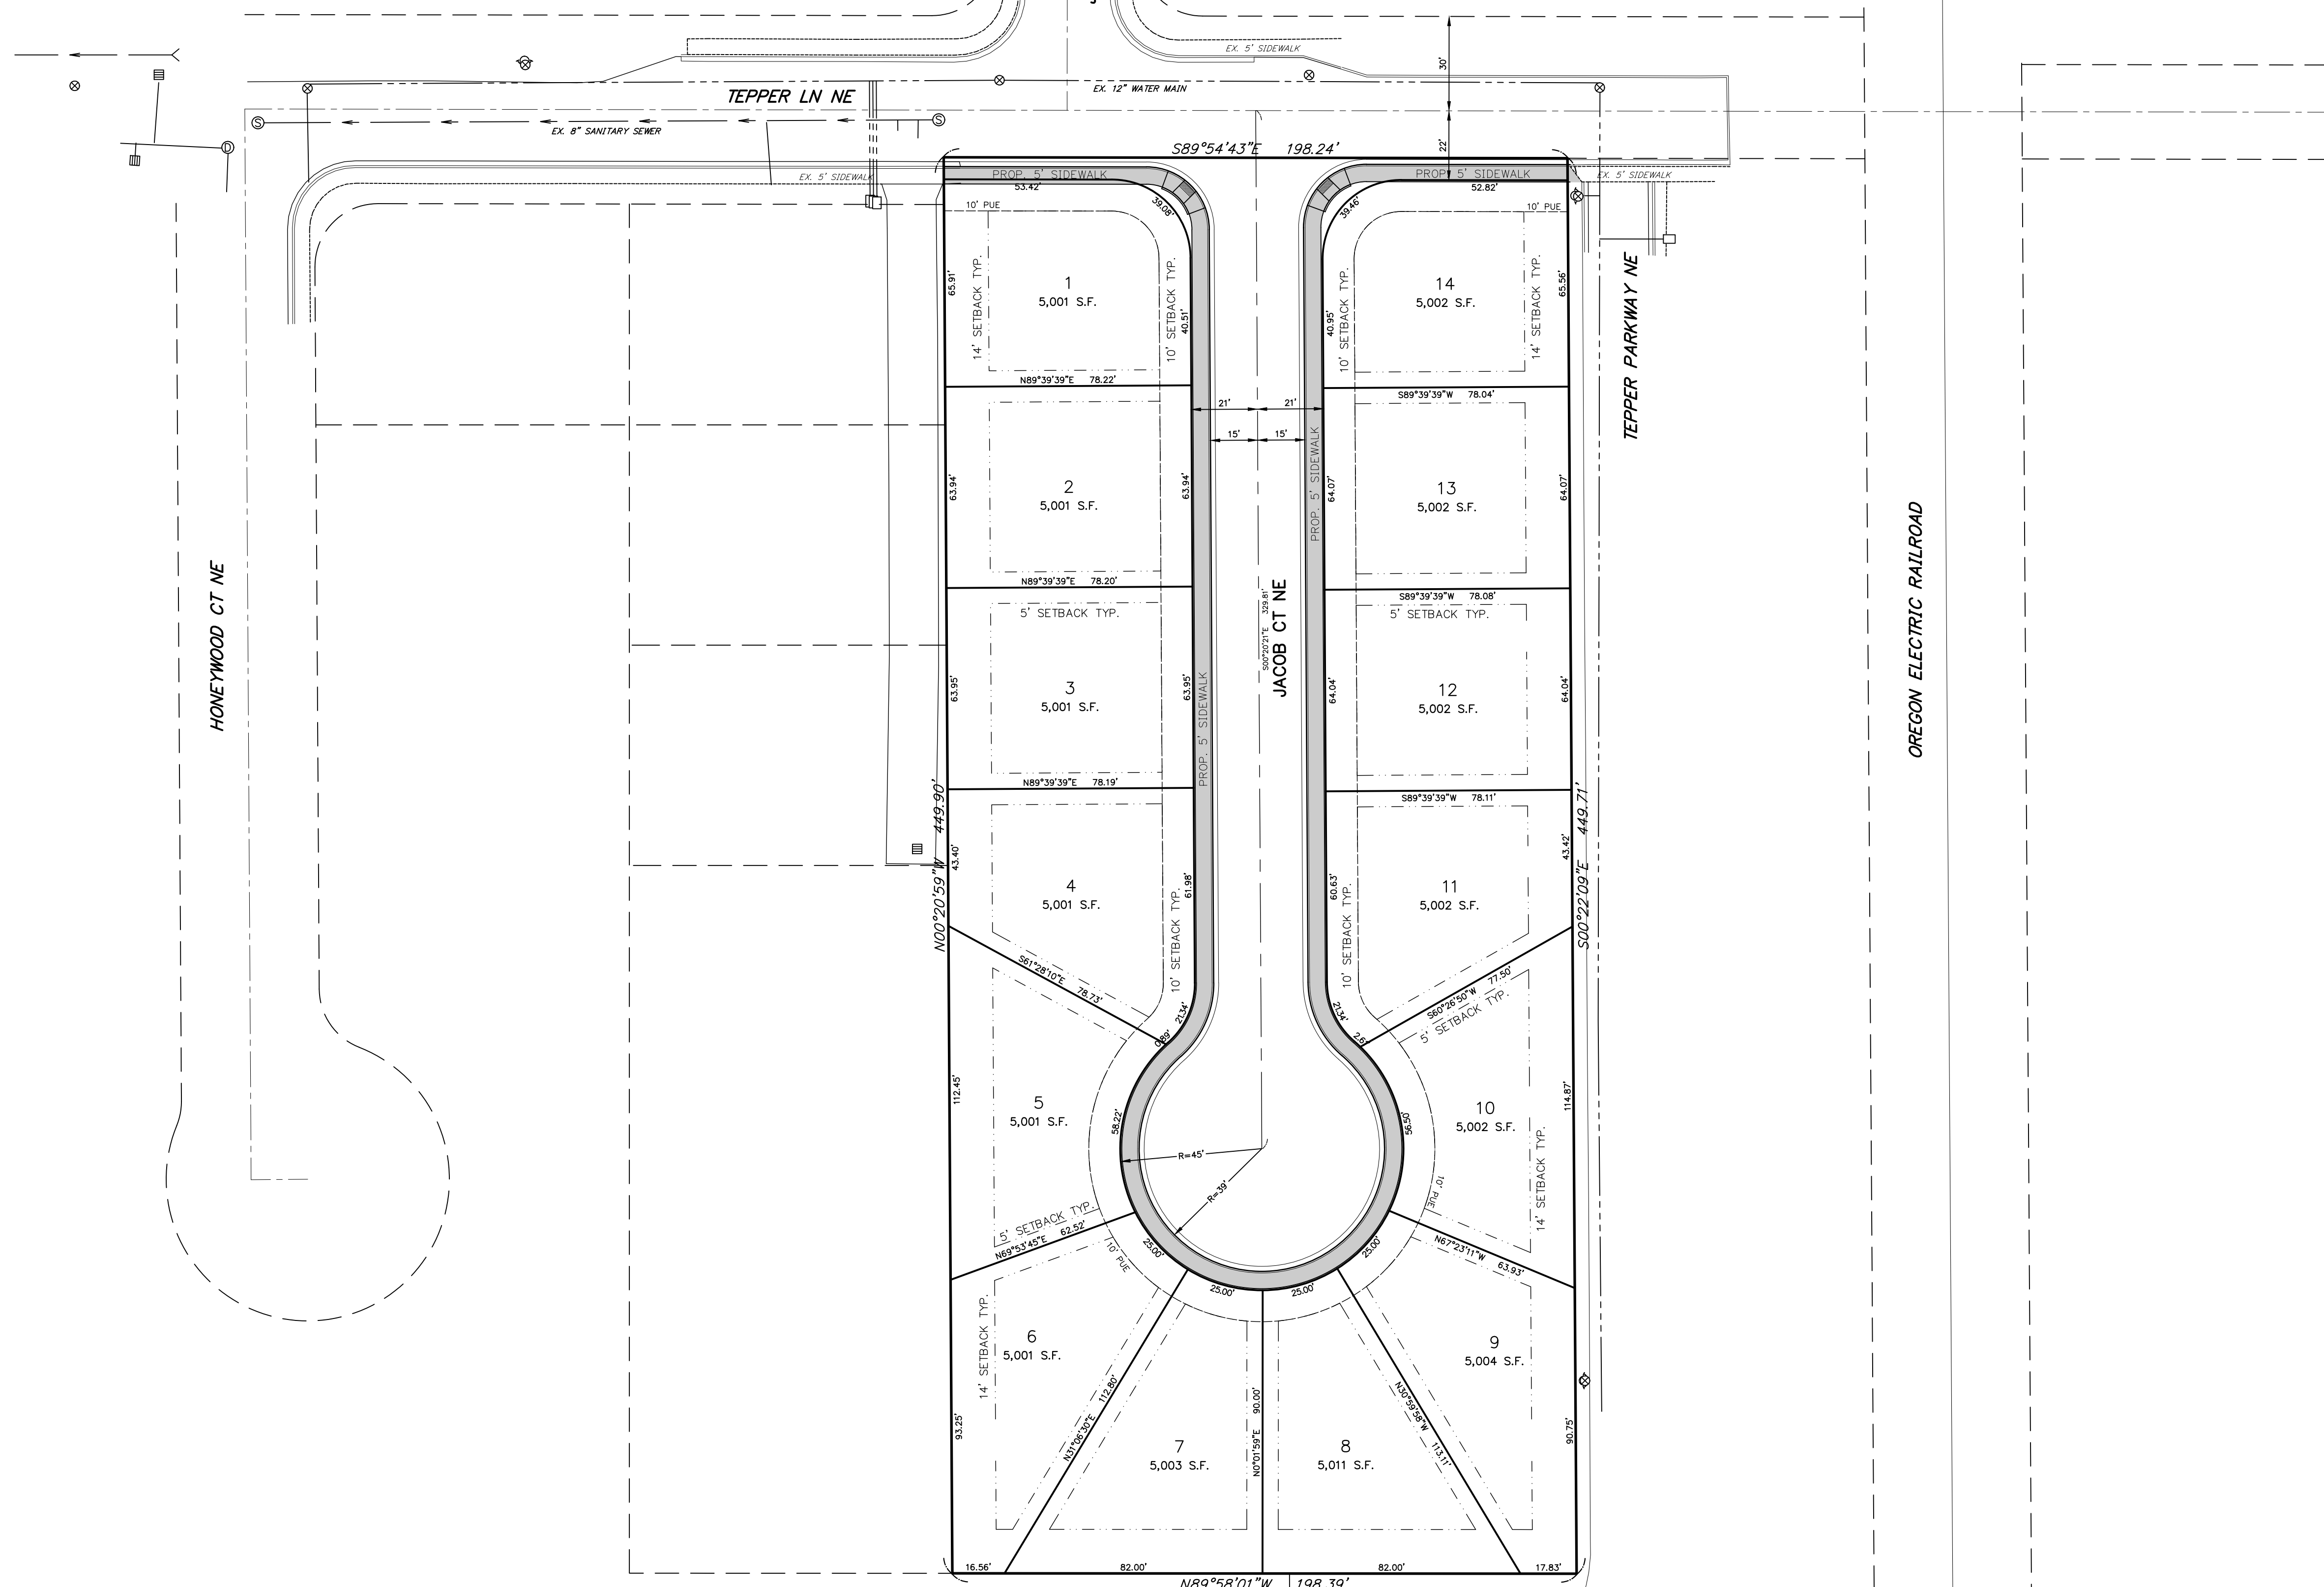 EX. 5' SIDEWALK
30'
TEPPER LN NE
EX. 12" WATER MAIN
S
S
EX. 8" SANITARY SEWER
D
22'
S89°54'43"E 198.24'
EX. 5' SIDEWALK
PROP. 5' SIDEWALK
PROP. 5' SIDEWALK
EX. 5' SIDEWALK
53.42'
52.82'
39.08'
39.46'
10' PUE
10' PUE
65.91'
14' SETBACK TYP.
1
5,001 S.F.
10' SETBACK TYP.
40.51'
40.95'
10' SETBACK TYP.
14
5,002 S.F.
14' SETBACK TYP.
65.56'
TEPPER PARKWAY NE
N89°39'39"E 78.22'
S89°39'39"W 78.04'
21'
21'
15'
15'
PROP. 5' SIDEWALK
63.94'
2
5,001 S.F.
63.94'
64.07'
13
5,002 S.F.
64.07'
HONEYWOOD CT NE
OREGON ELECTRIC RAILROAD
N89°39'39"E 78.20'
S89°39'39"W 78.08'
5' SETBACK TYP.
5' SETBACK TYP.
S00°20'21"E 329.81'
JACOB CT NE
63.95'
3
5,001 S.F.
63.95'
PROP. 5' SIDEWALK
64.04'
12
5,002 S.F.
64.04'
N89°39'39"E 78.19'
S89°39'39"W 78.11'
N00°20'59"W 449.90'
S00°22'09"E 449.71'
43.40'
4
5,001 S.F.
61.98'
10' SETBACK TYP.
60.63'
10' SETBACK TYP.
11
5,002 S.F.
43.42'
S61°28'10"E 78.73'
S60°26'50"W 77.50'
5' SETBACK TYP.
21.34'
0.89'
21.34'
112.45'
5
5,001 S.F.
58.22'
R=45'
R=39'
56.50'
10
5,002 S.F.
114.87'
14' SETBACK TYP.
10' PUE
5' SETBACK TYP.
N69°53'45"E 62.52'
N67°23'11"W 63.93'
10' PUE
25.00'
25.00'
25.00'
25.00'
14' SETBACK TYP.
6
5,001 S.F.
9
5,004 S.F.
93.25'
N31°06'30"E 112.80'
7
5,003 S.F.
N0°01'59"E 90.00'
8
5,011 S.F.
N30°59'58"W 113.11'
90.75'
16.56'
82.00'
82.00'
17.83'
N89°58'01"W 198.39'